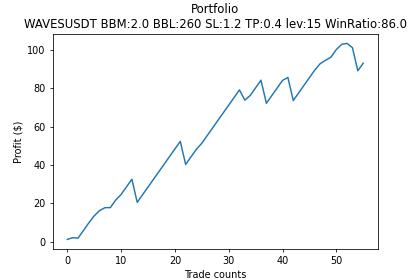 Portfolio
WAVESUSDT BBM:2.0 BBL:260 SL:1.2 TP:0.4 lev:15 WinRatio:86.0
100
80
60
40
20
0
Profit ($)
0 10 20 30 40 50
Trade counts